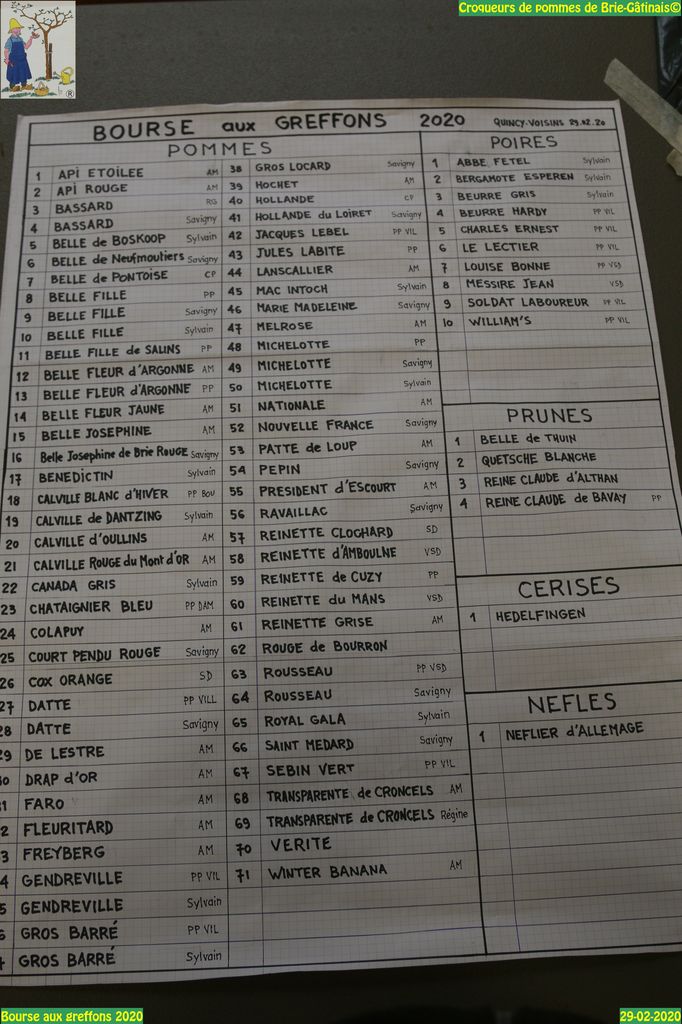 Croqueurs de pommes de Brie-Gâtinais©
BOURSE aux GREFFONS 2020 QUINCY-VOISINS 29.02.20
POMMES
1 API ETOILEE AM
2 API ROUGE AM
3 BASSARD RG
4 BASSARD Savigny
5 BELLE de BOSKOOP Sylvain
6 BELLE de Neufmoutiers Savigny
7 BELLE de PONTOISE CP
8 BELLE FILLE PP
9 BELLE FILLE Savigny
10 BELLE FILLE Sylvain
11 BELLE FILLE de SALINS PP
12 BELLE FLEUR d'ARGONNE AM
13 BELLE FLEUR d'ARGONNE PP
14 BELLE FLEUR JAUNE AM
15 BELLE JOSEPHINE AM
16 Belle Josephine de Brie Rouge Savigny
17 BENEDICTIN Sylvain
18 CALVILLE BLANC d'HIVER PP BOU
19 CALVILLE de DANTZING Sylvain
20 CALVILLE d'OULLINS AM
21 CALVILLE ROUGE du Mont d'OR AM
22 CANADA GRIS Sylvain
23 CHATAIGNIER BLEU PP DAM
24 COLAPUY AM
25 COURT PENDU ROUGE Savigny
26 COX ORANGE SD
27 DATTE PP VILL
28 DATTE Savigny
29 DE LESTRE AM
0 DRAP d'OR AM
1 FARO AM
2 FLEURITARD AM
3 FREYBERG AM
4 GENDREVILLE PP VIL
5 GENDREVILLE Sylvain
6 GROS BARRÉ PP VIL
GROS BARRÉ Sylvain
38 GROS LOCARD Savigny
39 HOCHET AM
40 HOLLANDE CP
41 HOLLANDE du LOIRET Savigny
42 JACQUES LEBEL PP VIL
43 JULES LABITE PP
44 LANSCALLIER AM
45 MAC INTOCH Sylvain
46 MARIE MADELEINE Savigny
47 MELROSE AM
48 MICHELOTTE PP
49 MICHELOTTE Savigny
50 MICHELOTTE Sylvain
51 NATIONALE AM
52 NOUVELLE FRANCE Savigny
53 PATTE de LOUP AM
54 PEPIN Savigny
55 PRESIDENT d'ESCOURT AM
56 RAVAILLAC Savigny
57 REINETTE CLOCHARD SD
58 REINETTE d'AMBOULNE VSD
59 REINETTE de CUZY PP
60 REINETTE du MANS VSD
61 REINETTE GRISE AM
62 ROUGE de BOURRON
63 ROUSSEAU PP VSD
64 ROUSSEAU Savigny
65 ROYAL GALA Sylvain
66 SAINT MEDARD Savigny
67 SEBIN VERT PP VIL
68 TRANSPARENTE de CRONCELS AM
69 TRANSPARENTE de CRONCELS Régine
70 VERITE
71 WINTER BANANA AM
POIRES
1 ABBE FETEL Sylvain
2 BERGAMOTE ESPEREN Sylvain
3 BEURRE GRIS Sylvain
4 BEURRE HARDY PP VIL
5 CHARLES ERNEST PP VIL
6 LE LECTIER PP VIL
7 LOUISE BONNE PP VSD
8 MESSIRE JEAN VSD
9 SOLDAT LABOUREUR PP VIL
10 WILLIAM'S PP VIL
PRUNES
1 BELLE de THUIN
2 QUETSCHE BLANCHE
3 REINE CLAUDE d'ALTHAN
4 REINE CLAUDE de BAVAY PP
CERISES
1 HEDELFINGEN
NEFLES
1 NEFLIER d'ALLEMAGE
Bourse aux greffons 2020
29-02-2020